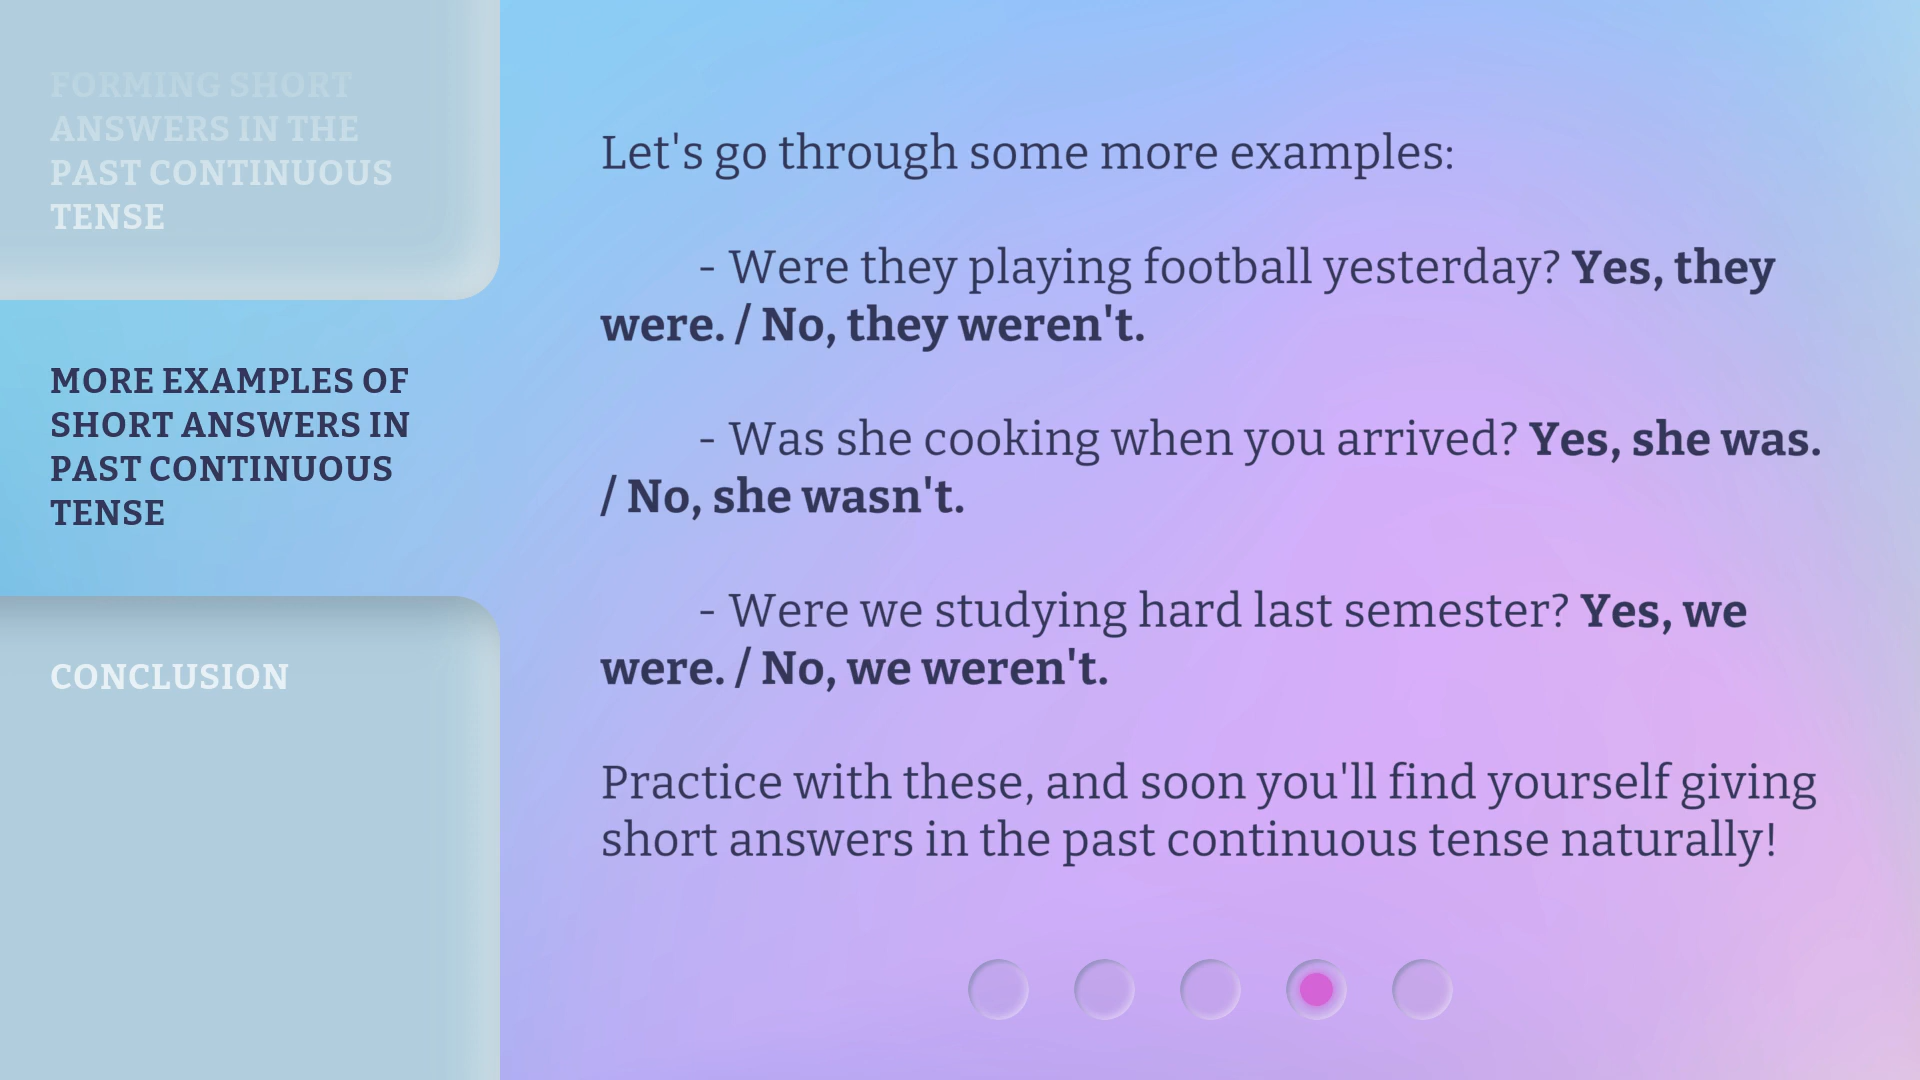 FORMING SHORT
ANSWERS IN THE
PAST CONTINUOUS
TENSE
MORE EXAMPLES OF
SHORT ANSWERS IN
PAST CONTINUOUS
TENSE
CONCLUSION
Let's go through some more examples:
- Were they playing football yesterday? Yes, they
were. / No, they weren't.
- Was she cooking when you arrived? Yes, she was.
/ No, she wasn't.
- Were we studying hard last semester? Yes, we
were. / No, we weren't.
Practice with these, and soon you'll find yourself giving
short answers in the past continuous tense naturally!